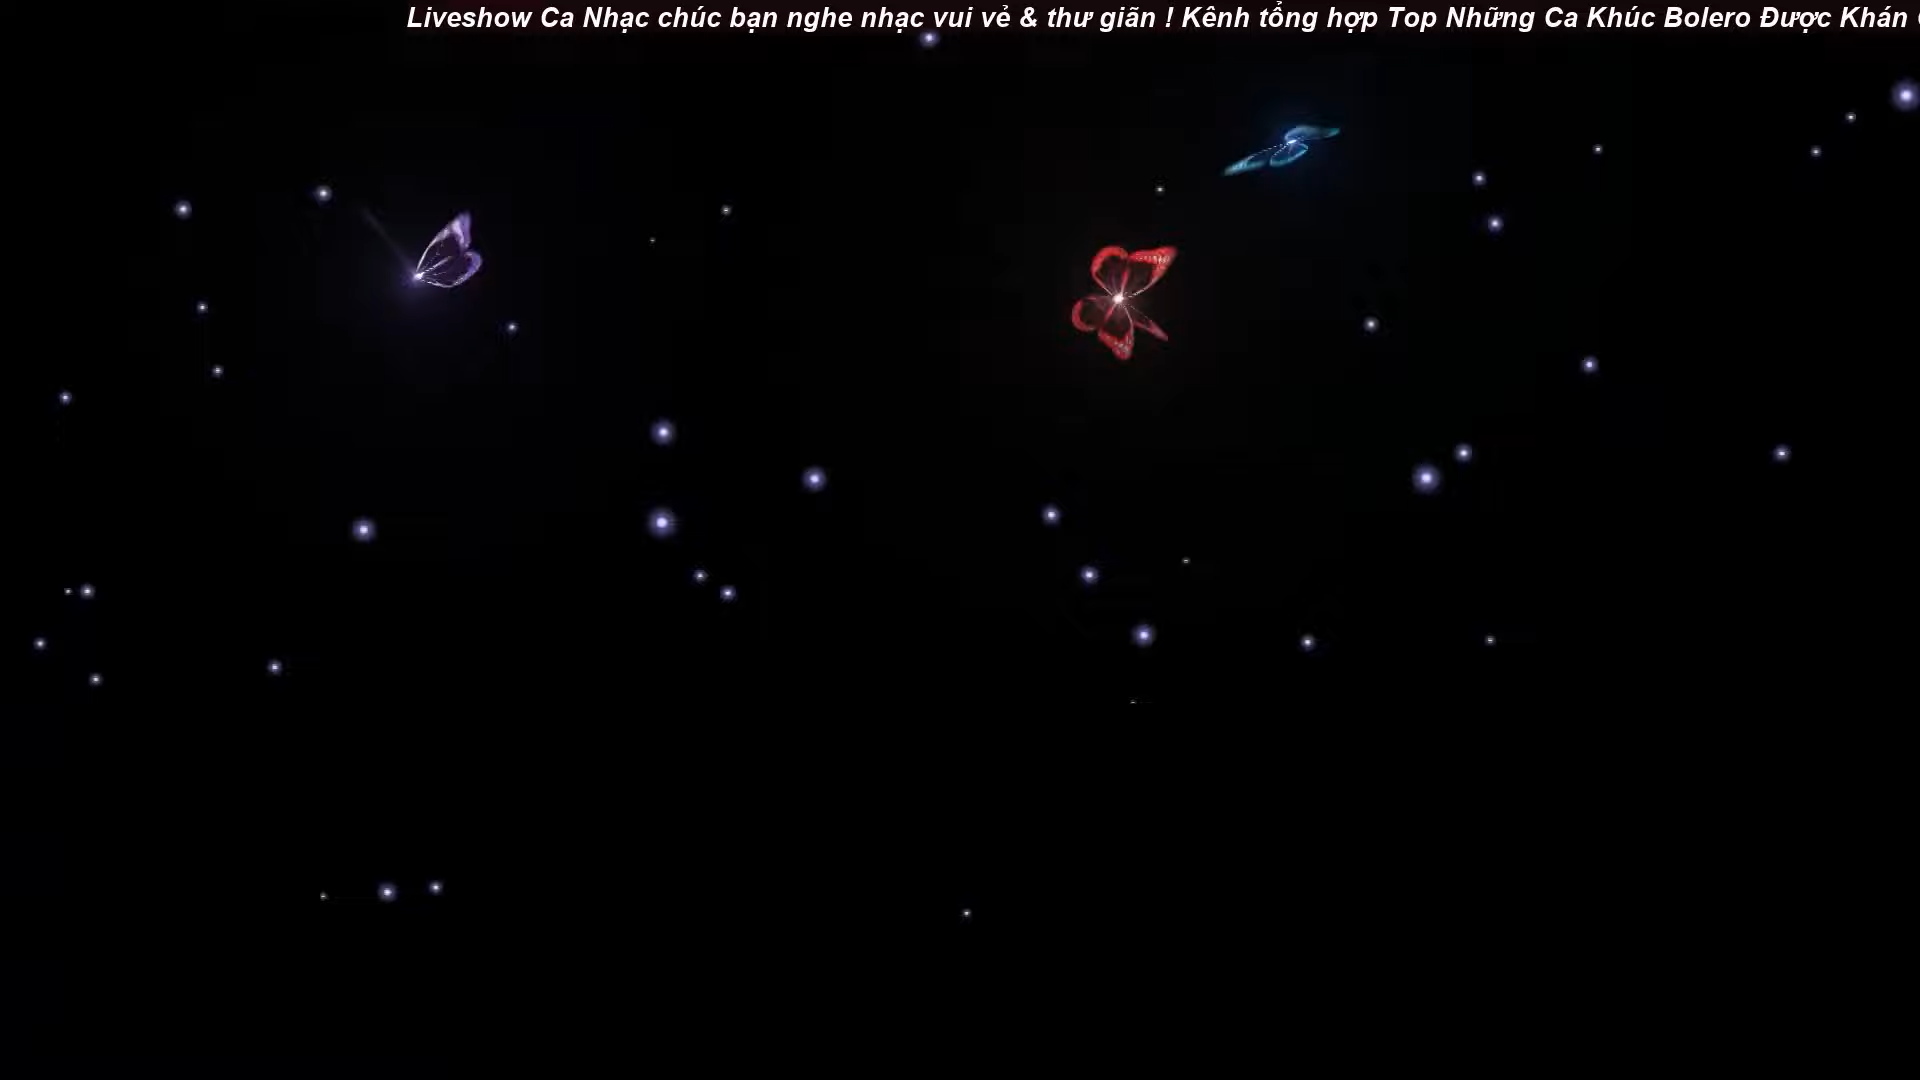 Liveshow Ca Nhạc chúc bạn nghe nhạc vui vẻ & thư giãn ! Kênh tổng hợp Top Những Ca Khúc Bolero Được Khán